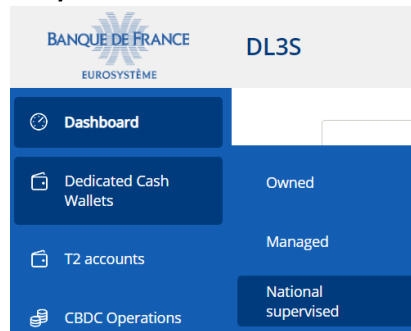 BANQUE DE FRANCE
EUROSYSTÈME
DL3S
Dashboard
Dedicated Cash
Wallets
T2 accounts
CBDC Operations
Owned
Managed
National
supervised